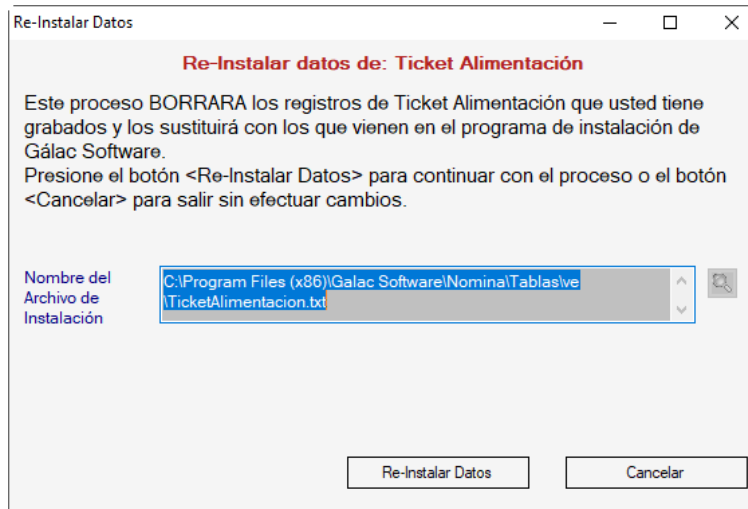 Re-Instalar Datos
Re-Instalar datos de: Ticket Alimentación
Este proceso BORRARA los registros de Ticket Alimentación que usted tiene
grabados y los sustituirá con los que vienen en el programa de instalación de
Gálac Software.
Presione el botón <Re-Instalar Datos> para continuar con el proceso o el botón
<Cancelar> para salir sin efectuar cambios.
Nombre del
Archivo de
Instalación
C:\Program Files (x86)\Galac Software\Nomina\Tablas\ve
\TicketAlimentacion.txt
Re-Instalar Datos
Cancelar